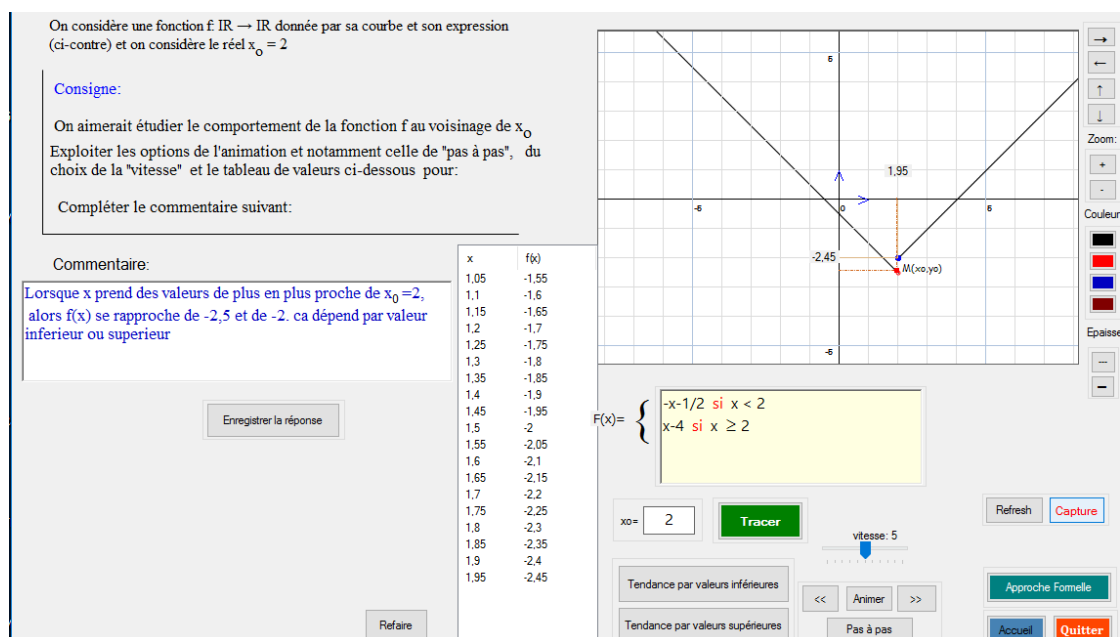 On considère une fonction f: IR → IR donnée par sa courbe et son expression
(ci-contre) et on considère le réel x₀ = 2
Consigne:
On aimerait étudier le comportement de la fonction f au voisinage de x₀
Exploiter les options de l'animation et notamment celle de "pas à pas", du
choix de la "vitesse" et le tableau de valeurs ci-dessous pour:
Compléter le commentaire suivant:
Commentaire:
Lorsque x prend des valeurs de plus en plus proche de x₀ =2,
alors f(x) se rapproche de -2,5 et de -2. ca dépend par valeur
inferieur ou superieur
Enregistrer la réponse
Refaire
x f(x)
1,05 -1,55
1,1 -1,6
1,15 -1,65
1,2 -1,7
1,25 -1,75
1,3 -1,8
1,35 -1,85
1,4 -1,9
1,45 -1,95
1,5 -2
1,55 -2,05
1,6 -2,1
1,65 -2,15
1,7 -2,2
1,75 -2,25
1,8 -2,3
1,85 -2,35
1,9 -2,4
1,95 -2,45
5
1,95
-5 0 5
-2,45
M(xo,yo)
-5
→
←
↑
↓
Zoom:
+
-
Couleur
Epaisse
---
F(x)= {
-x-1/2 si x < 2
x-4 si x ≥ 2
xo= 2
Tracer
vitesse: 5
Refresh
Capture
Tendance par valeurs inférieures
Tendance par valeurs supérieures
<<
Animer
>>
Pas à pas
Approche Formelle
Accueil
Quitter